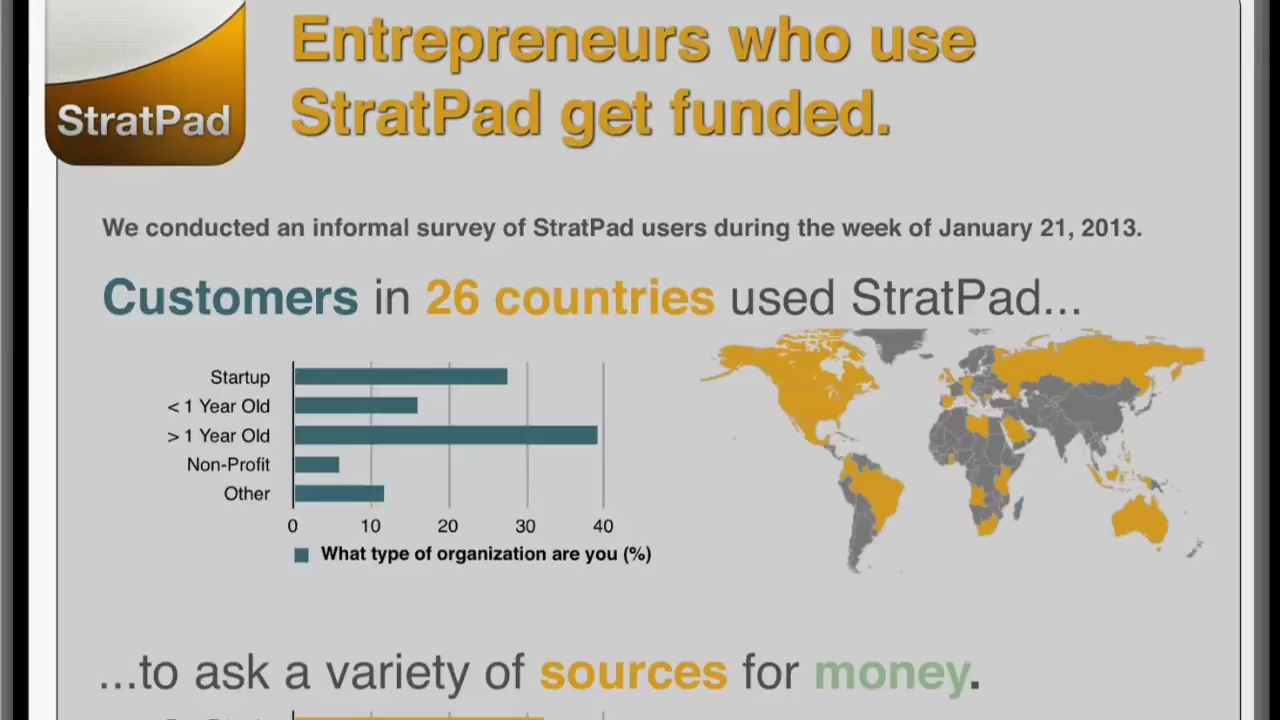 StratPad
Entrepreneurs who use
StratPad get funded.
We conducted an informal survey of StratPad users during the week of January 21, 2013.
Customers in 26 countries used StratPad...
Startup
< 1 Year Old
> 1 Year Old
Non-Profit
Other
0 10 20 30 40
What type of organization are you (%)
...to ask a variety of sources for money.